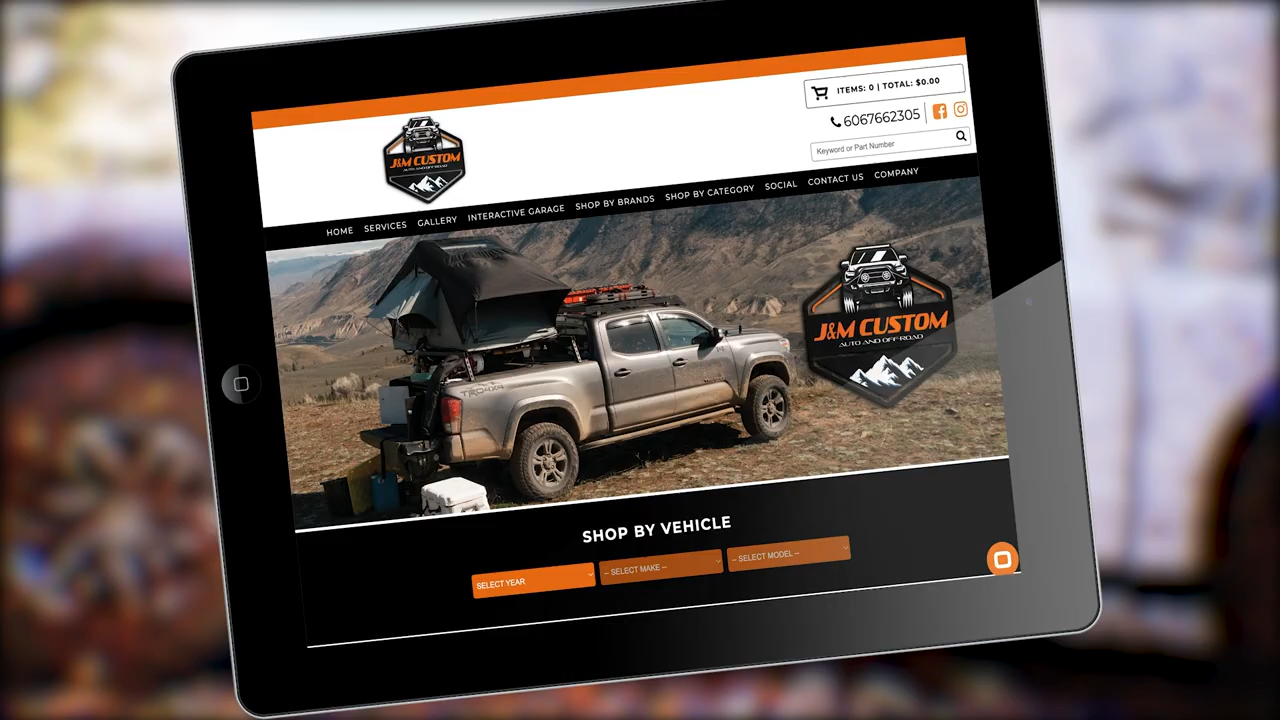 ITEMS: 0 | TOTAL: $0.00
6067662305
Keyword or Part Number
J&M CUSTOM
AUTO AND OFF-ROAD
HOME SERVICES GALLERY INTERACTIVE GARAGE SHOP BY BRANDS SHOP BY CATEGORY SOCIAL CONTACT US COMPANY
J&M CUSTOM
AUTO AND OFF-ROAD
TRD 4X4
SHOP BY VEHICLE
SELECT YEAR
-- SELECT MAKE --
-- SELECT MODEL --